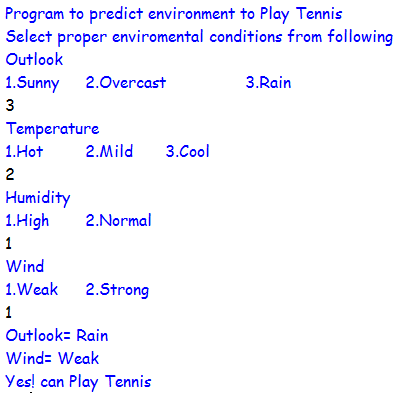 Program to predict environment to Play Tennis
Select proper enviromental conditions from following
Outlook
1.Sunny 2.Overcast 3.Rain
3
Temperature
1.Hot 2.Mild 3.Cool
2
Humidity
1.High 2.Normal
1
Wind
1.Weak 2.Strong
1
Outlook= Rain
Wind= Weak
Yes! can Play Tennis